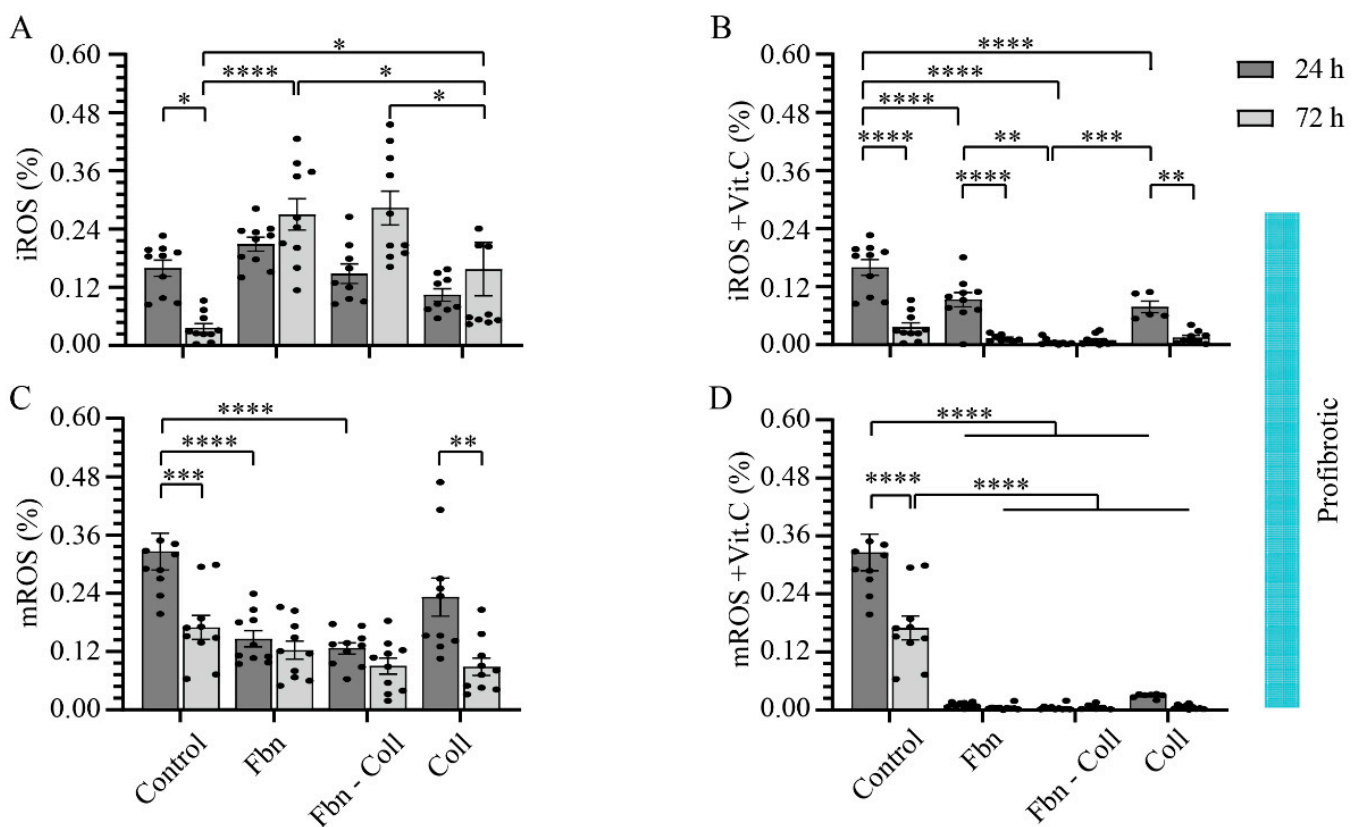 A
0.60
0.48
0.36
0.24
0.12
0.00
iROS (%)
*
****
*
*
*
B
0.60
0.48
0.36
0.24
0.12
0.00
iROS +Vit.C (%)
****
****
****
****
**
***
****
**
24 h
72 h
C
0.60
0.48
0.36
0.24
0.12
0.00
mROS (%)
****
****
***
**
Control
Fbn
Fbn - Coll
Coll
D
0.60
0.48
0.36
0.24
0.12
0.00
mROS +Vit.C (%)
****
****
****
Control
Fbn
Fbn - Coll
Coll
Profibrotic